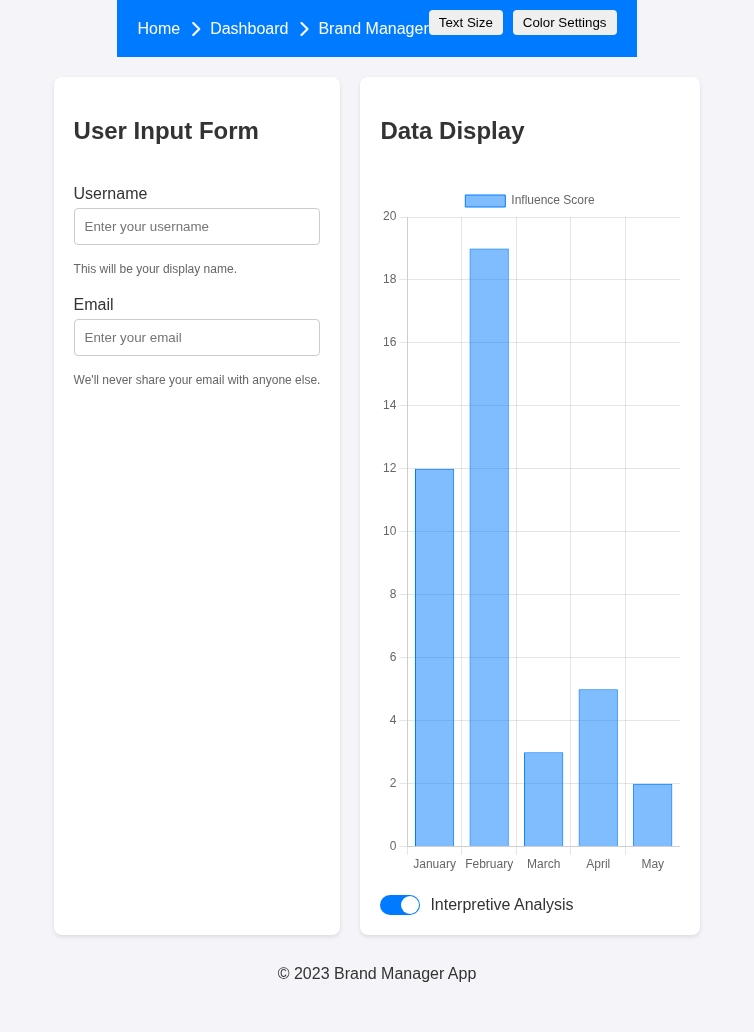 Home Dashboard Brand Manager Text Size Color Settings
User Input Form
Username
Enter your username
This will be your display name.
Email
Enter your email
We'll never share your email with anyone else.
Data Display
Influence Score
20
18
16
14
12
10
8
6
4
2
0
January February March April May
Interpretive Analysis
© 2023 Brand Manager App